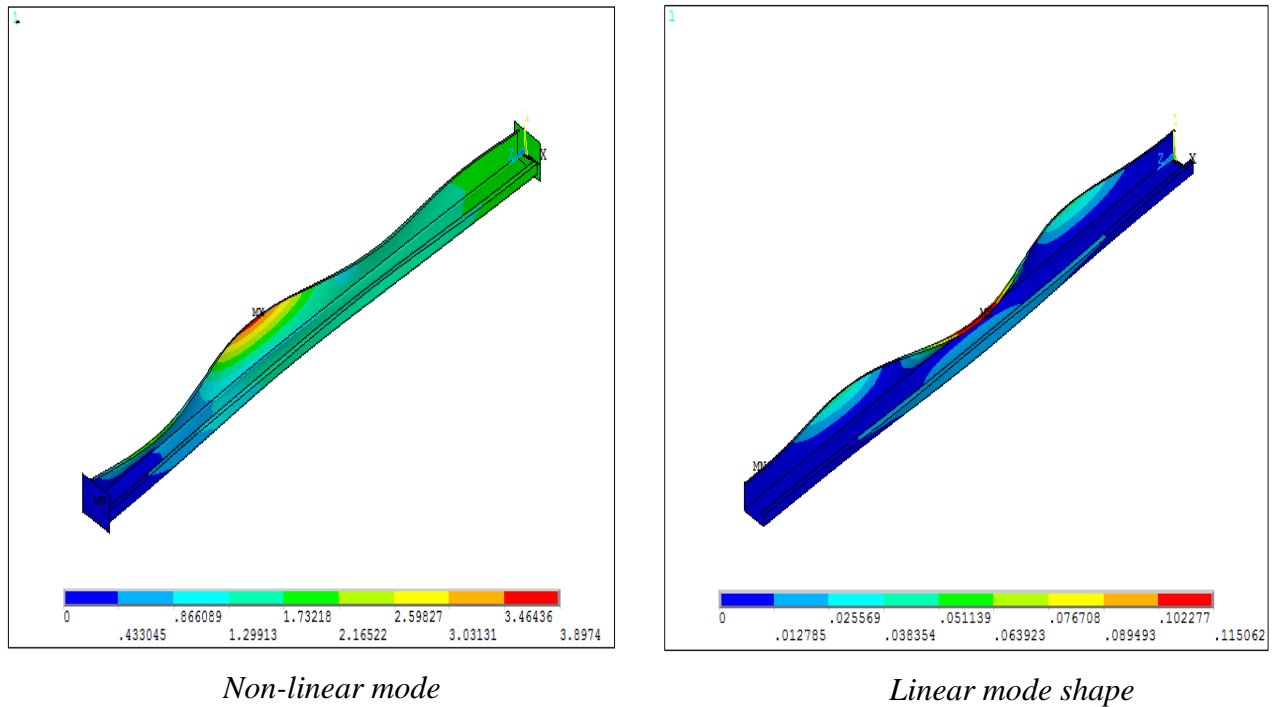 1
1
1
Z
X
MX
MN
0
.866089
1.73218
2.59827
3.46436
.433045
1.29913
2.16522
3.03131
3.8974
Non-linear mode
1
Z
X
MN
0
.025569
.051139
.076708
.102277
.012785
.038354
.063923
.089493
.115062
Linear mode shape